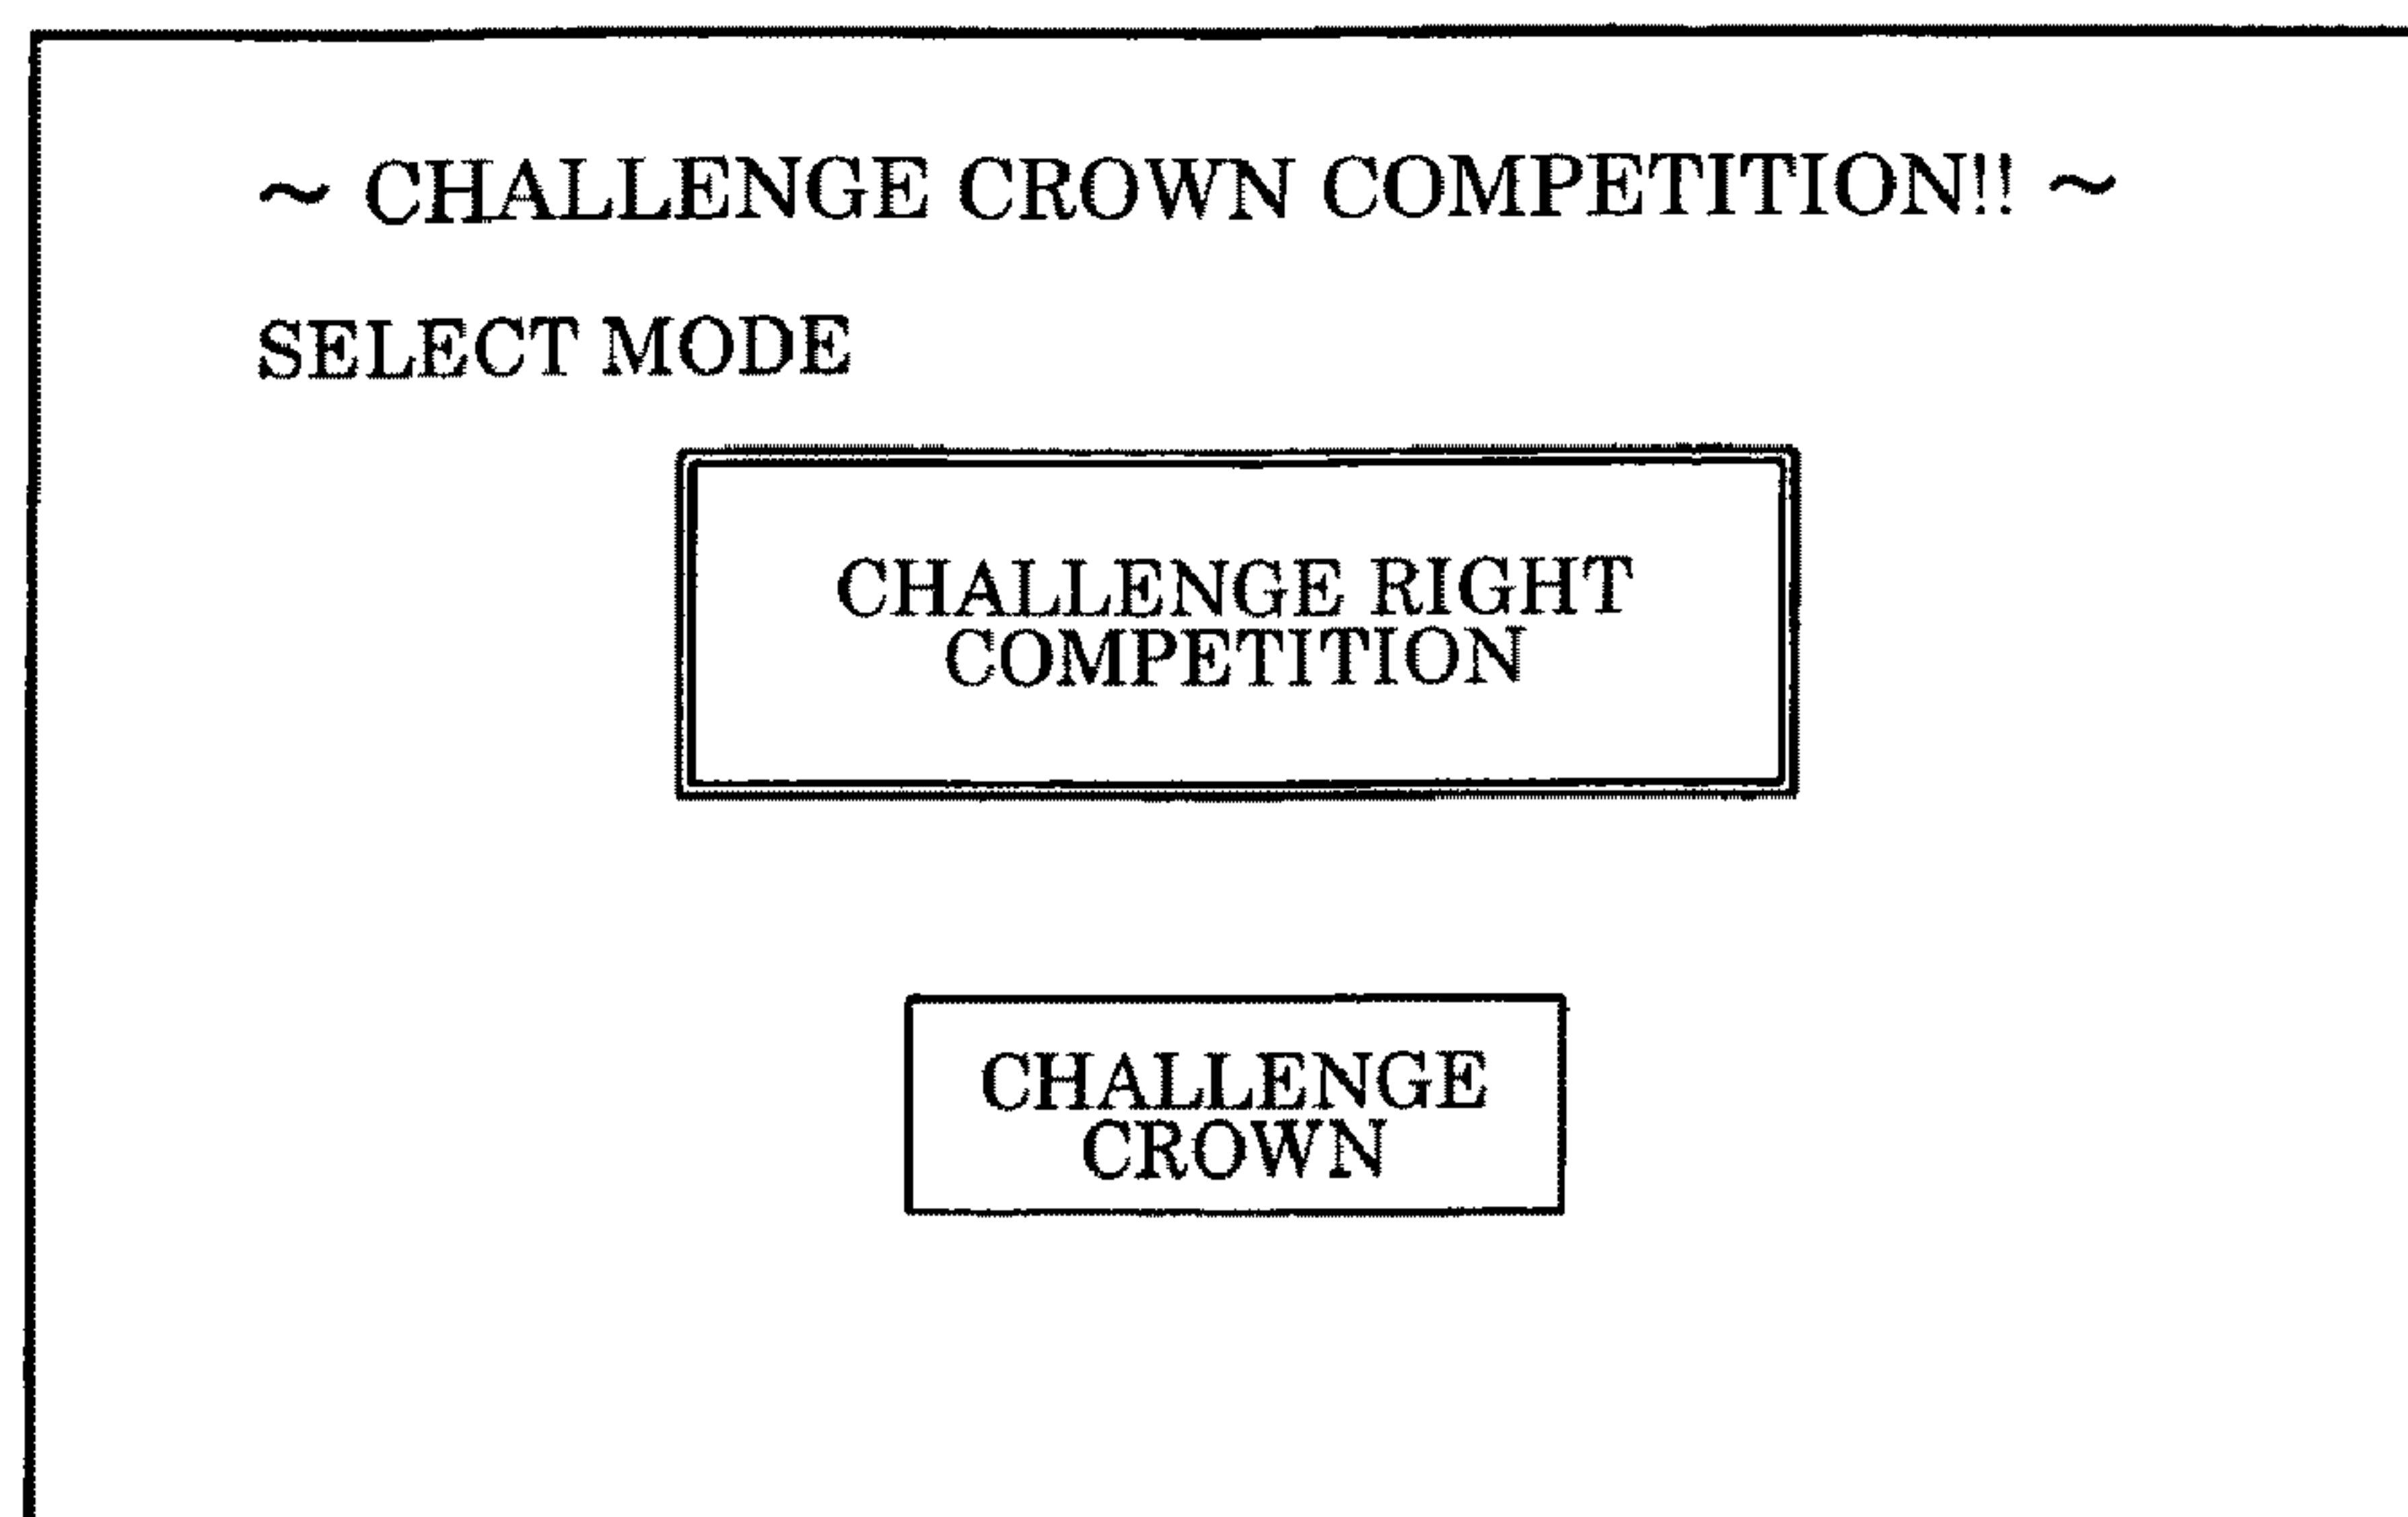 ~ CHALLENGE CROWN COMPETITION!! ~
SELECT MODE
CHALLENGE RIGHT
COMPETITION
CHALLENGE
CROWN